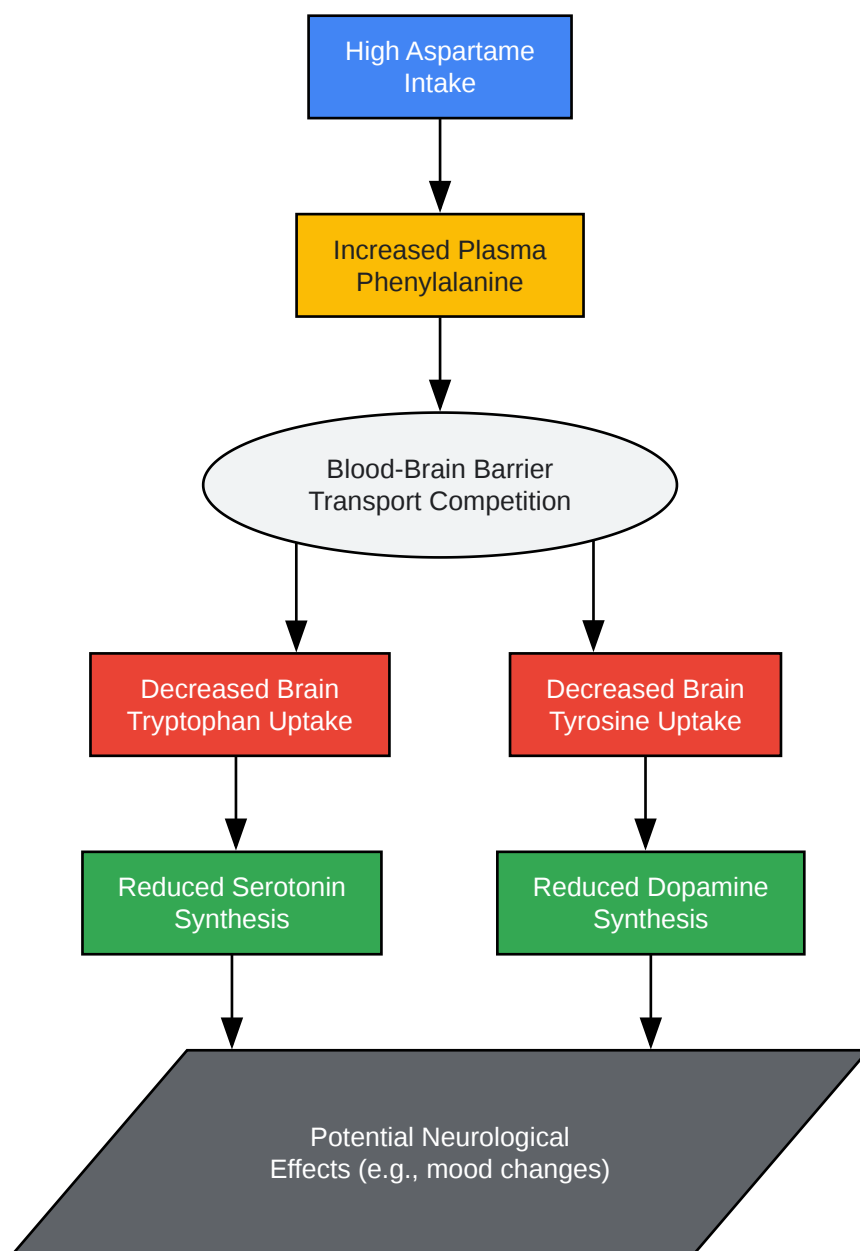 High Aspartame
Intake
Increased Plasma
Phenylalanine
Blood-Brain Barrier
Transport Competition
Decreased Brain
Tryptophan Uptake
Decreased Brain
Tyrosine Uptake
Reduced Serotonin
Synthesis
Reduced Dopamine
Synthesis
Potential Neurological
Effects (e.g., mood changes)